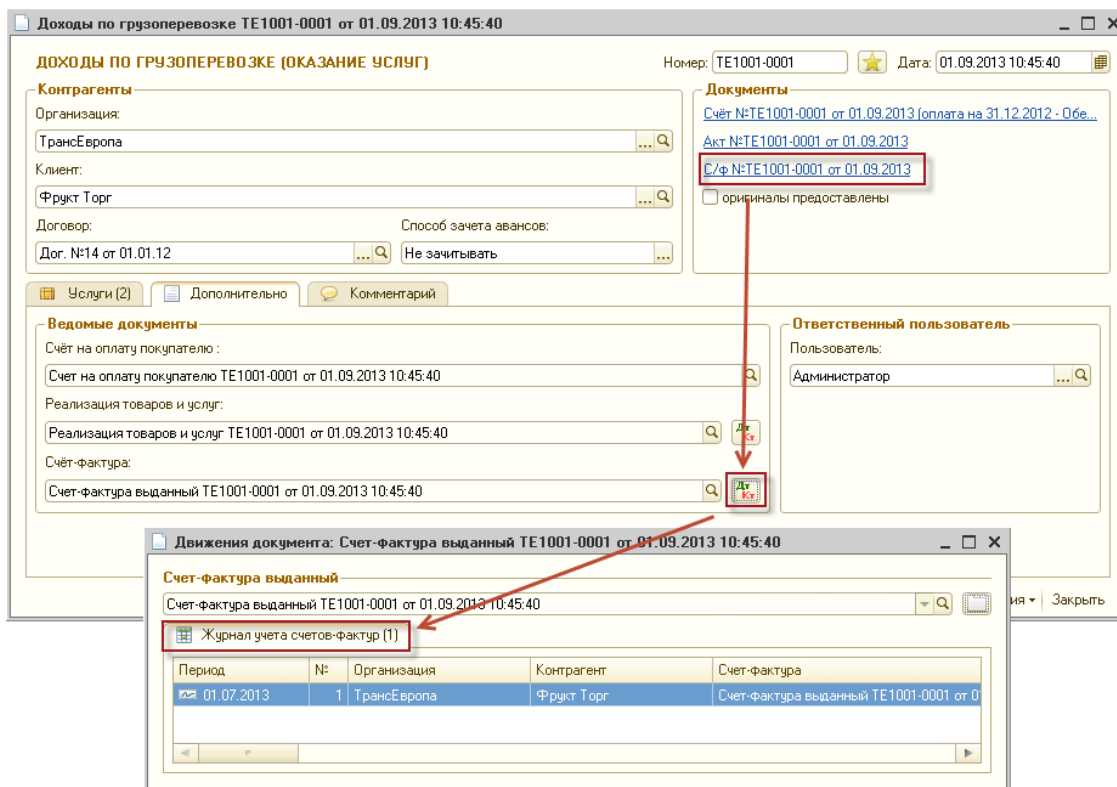 Доходы по грузоперевозке ТЕ1001-0001 от 01.09.2013 10:45:40
ДОХОДЫ ПО ГРУЗОПЕРЕВОЗКЕ (ОКАЗАНИЕ УСЛУГ)
Номер: ТЕ1001-0001
Дата: 01.09.2013 10:45:40
Контрагенты
Организация:
ТрансЕвропа
...
Клиент:
Фрукт Торг
...
Договор:
Способ зачета авансов:
Дог. №14 от 01.01.12
...
Не зачитывать
...
Документы
Счёт №ТЕ1001-0001 от 01.09.2013 (оплата на 31.12.2012 - Обе...
Акт №ТЕ1001-0001 от 01.09.2013
С/ф №ТЕ1001-0001 от 01.09.2013
оригиналы предоставлены
Услуги (2)
Дополнительно
Комментарий
Ведомые документы
Счёт на оплату покупателю :
Счет на оплату покупателю ТЕ1001-0001 от 01.09.2013 10:45:40
Реализация товаров и услуг:
Реализация товаров и услуг ТЕ1001-0001 от 01.09.2013 10:45:40
Дт
Кт
Счёт-фактура:
Счет-фактура выданный ТЕ1001-0001 от 01.09.2013 10:45:40
Дт
Кт
Ответственный пользователь
Пользователь:
Администратор
...
Движения документа: Счет-фактура выданный ТЕ1001-0001 от 01.09.2013 10:45:40
Счет-фактура выданный
Счет-фактура выданный ТЕ1001-0001 от 01.09.2013 10:45:40
ия
Закрыть
Журнал учета счетов-фактур (1)
Период № Организация Контрагент Счет-фактура
01.07.2013 1 ТрансЕвропа Фрукт Торг Счет-фактура выданный ТЕ1001-0001 от 0